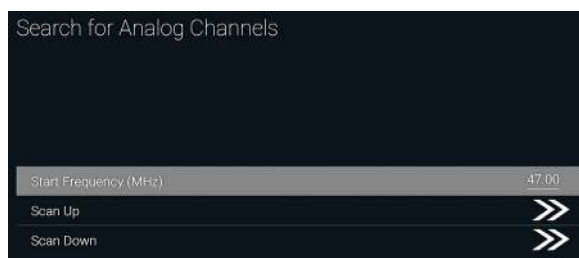 Search for Analog Channels
Start Frequency (MHz) 47.00
Scan Up
Scan Down